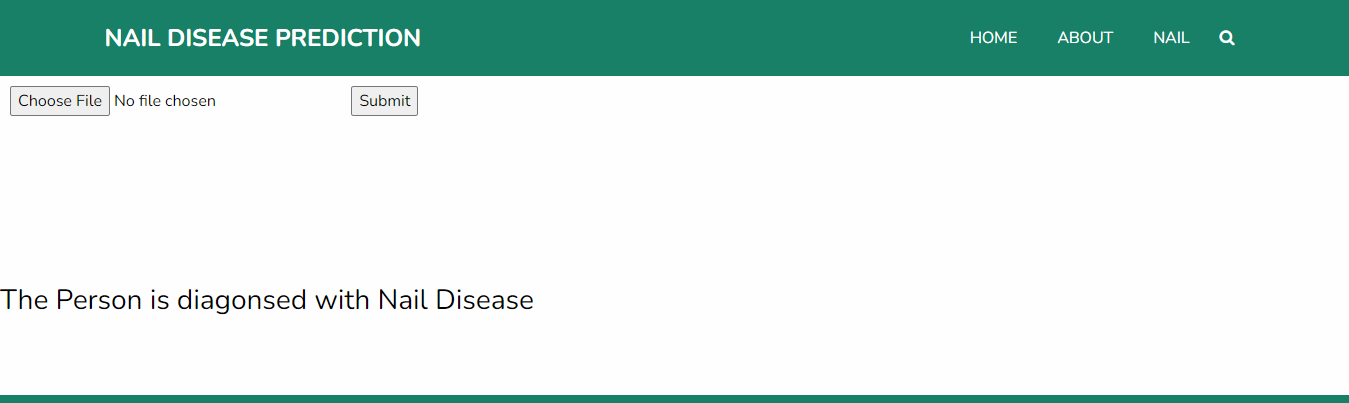 NAIL DISEASE PREDICTION HOME ABOUT NAIL
Choose File No file chosen Submit
The Person is diagonsed with Nail Disease